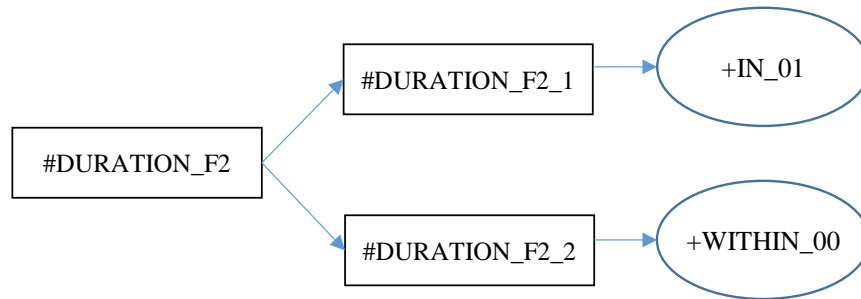 #DURATION_F2_1
+IN_01
#DURATION_F2
#DURATION_F2_2
+WITHIN_00